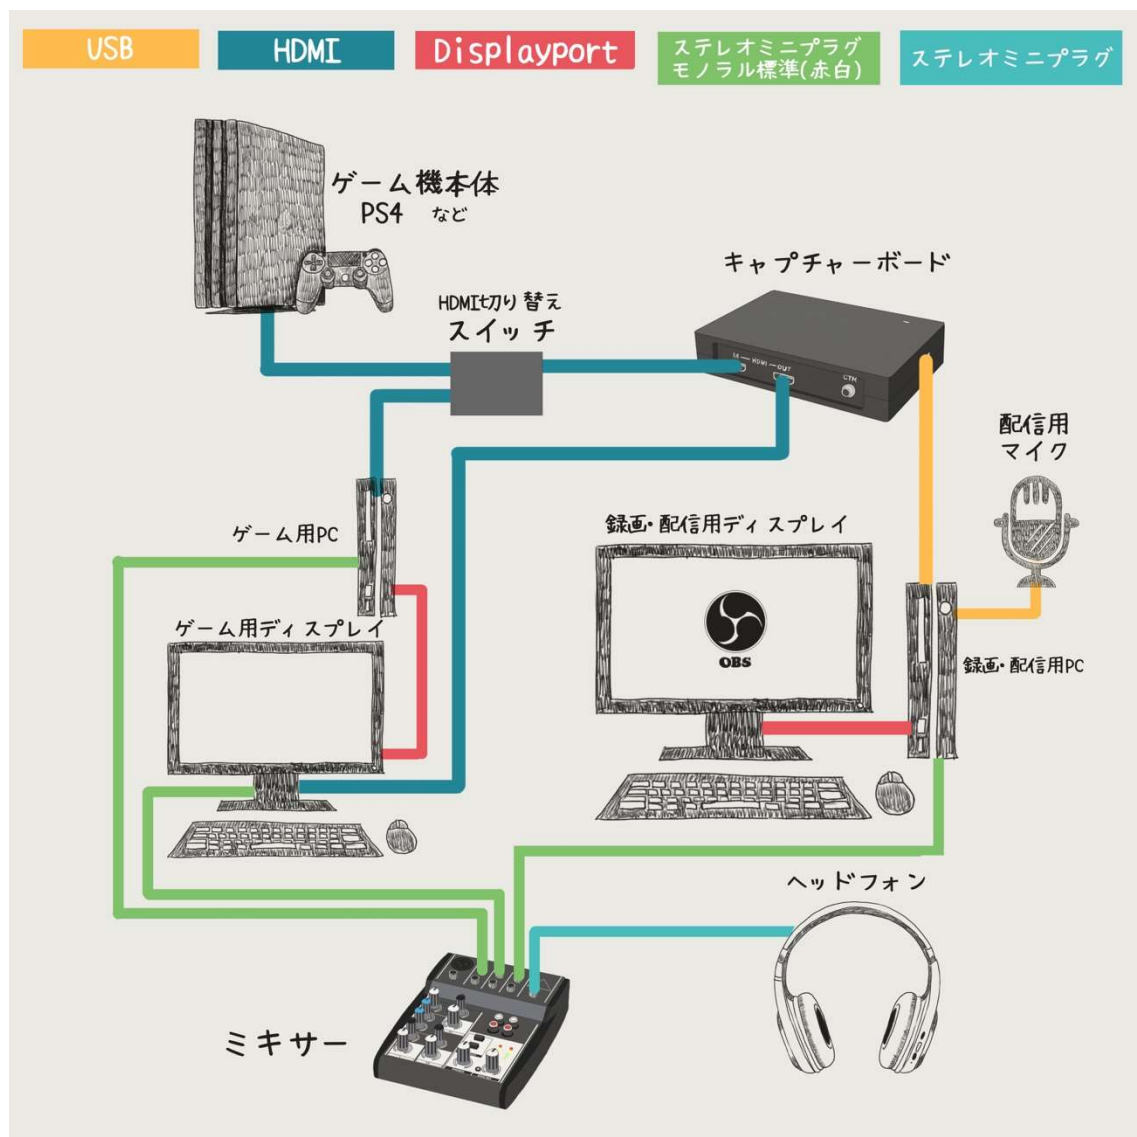 USB
HDMI
Displayport
ステレオミニプラグ
モノラル標準(赤白)
ステレオミニプラグ
ゲーム機本体
PS4 など
キャプチャーボード
HDMI切り替え
スイッチ
IN HDMI OUT
配信用
マイク
ゲーム用PC
録画・配信用ディスプレイ
ゲーム用ディスプレイ
OBS
録画・配信用PC
ヘッドフォン
ミキサー